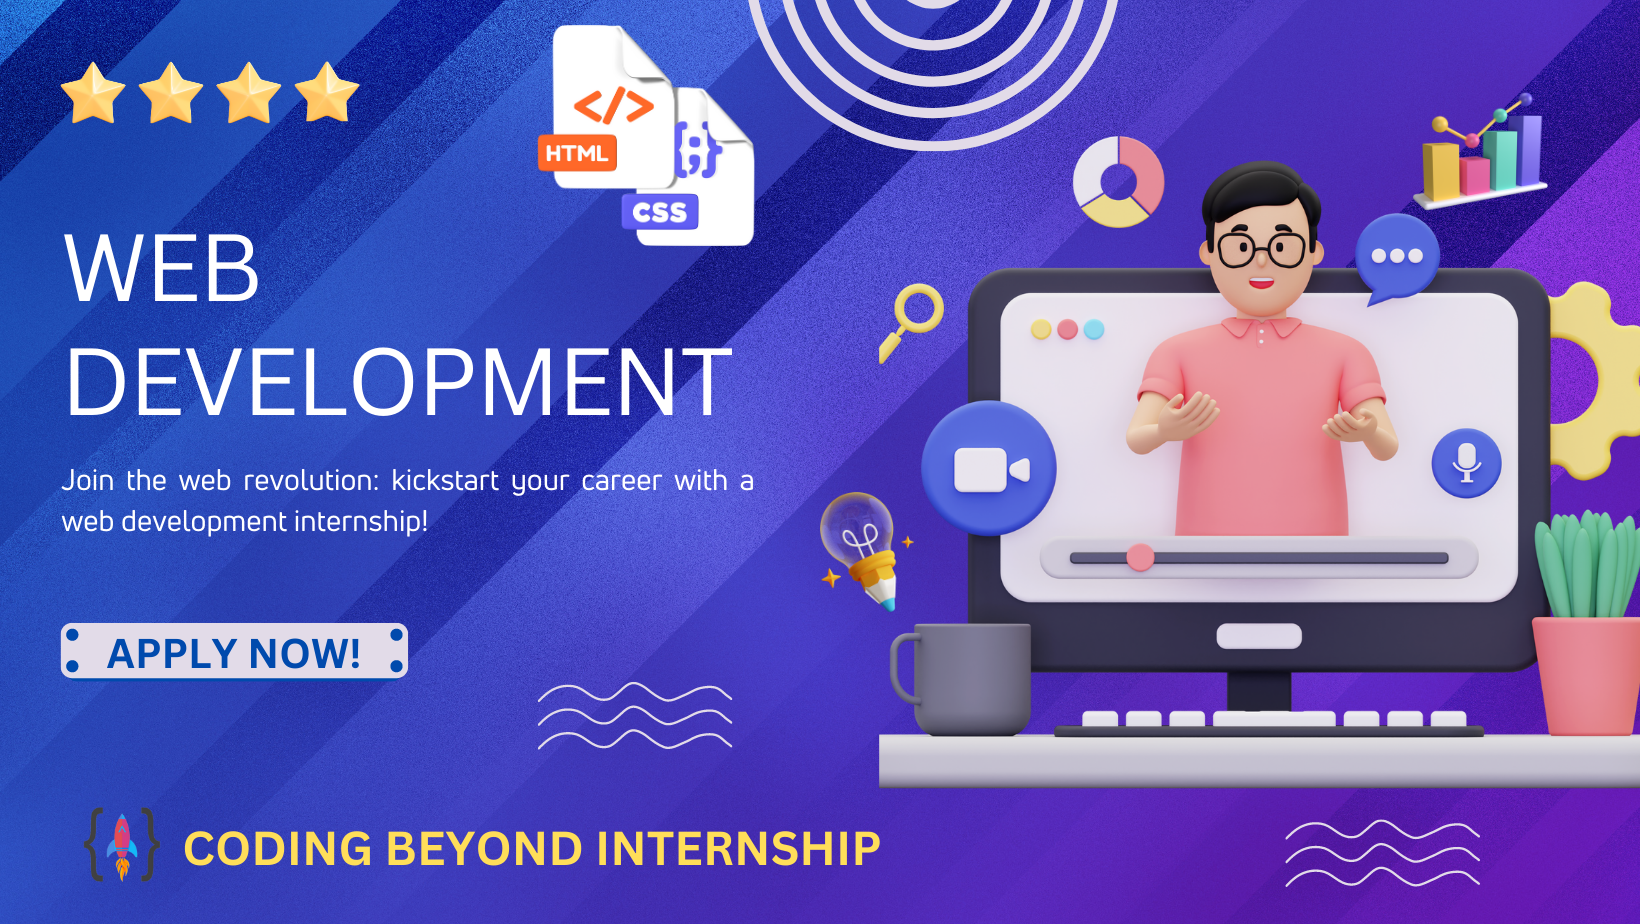 </>
HTML
{;}
CSS
WEB
DEVELOPMENT
Join the web revolution: kickstart your career with a
web development internship!
APPLY NOW!
{ }
CODING BEYOND INTERNSHIP